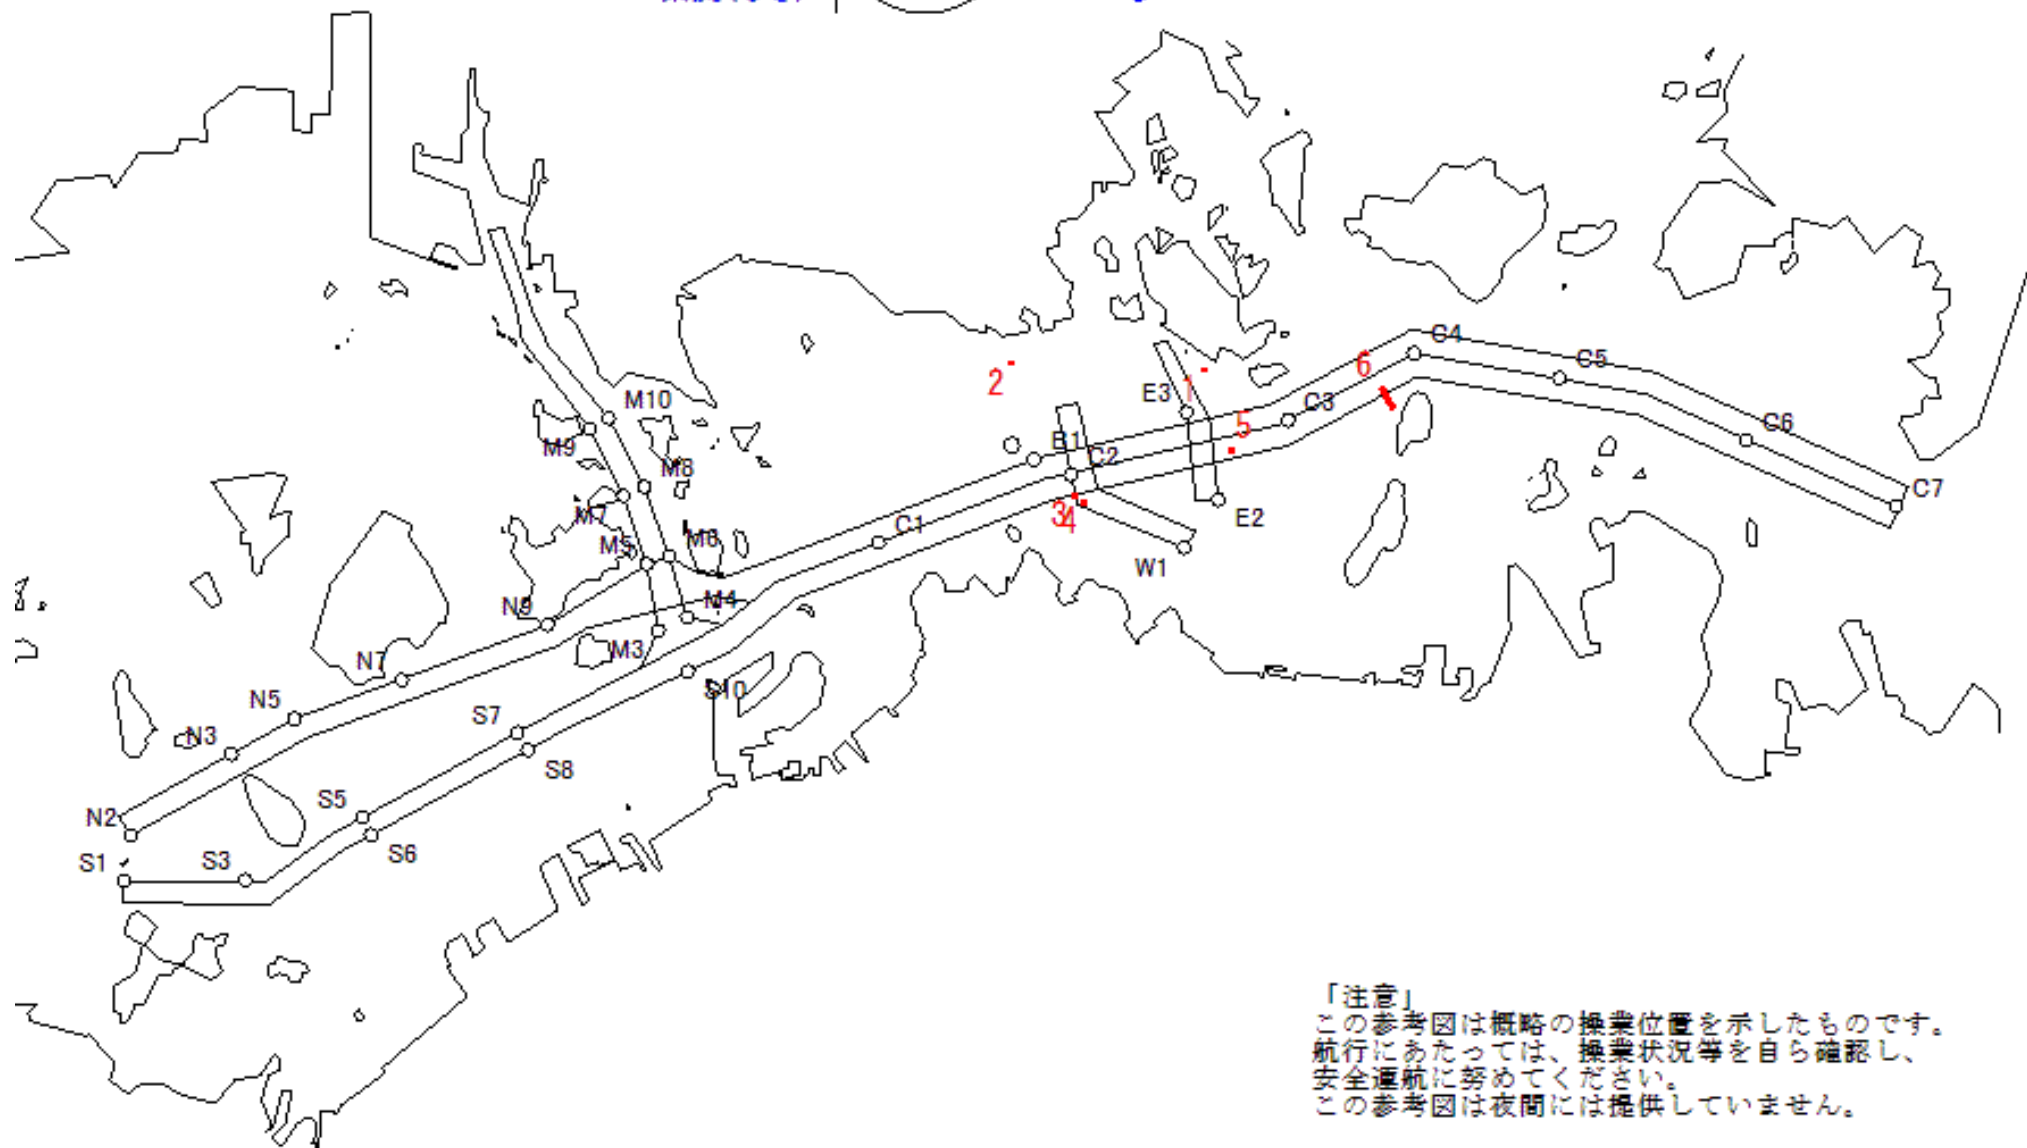 C4
C5
6
2
1
E3
M10
C3
5
C6
B1
M9
C2
M8
C7
M7
3
4
E2
C1
M5
M6
W1
N9
M4
M3
N7
S10
N5
S7
N3
S8
S5
N2
S6
S1
S3
「注意」
この参考図は概略の操業位置を示したものです。
航行にあたっては、操業状況等を自ら確認し、
安全運航に努めてください。
この参考図は夜間には提供していません。